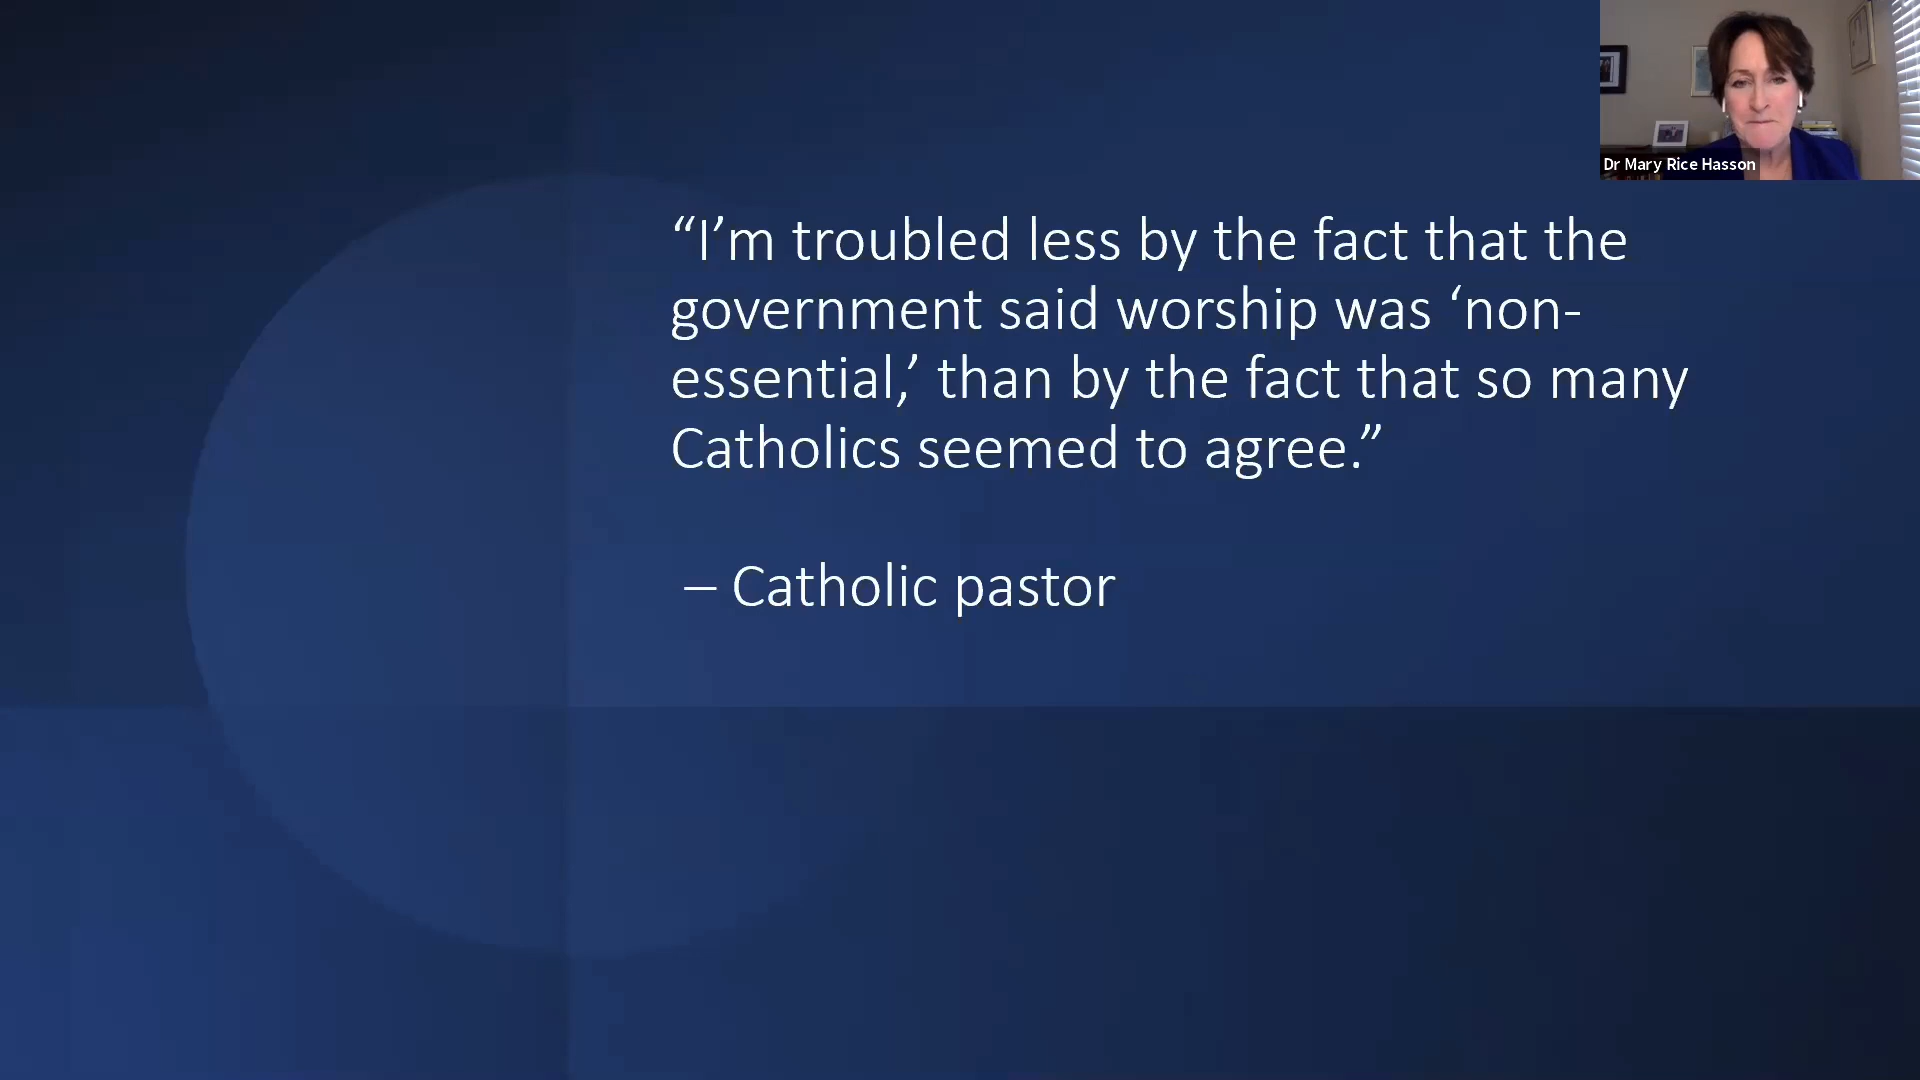 Dr Mary Rice Hasson
“I’m troubled less by the fact that the
government said worship was ‘non-
essential,’ than by the fact that so many
Catholics seemed to agree.”
– Catholic pastor